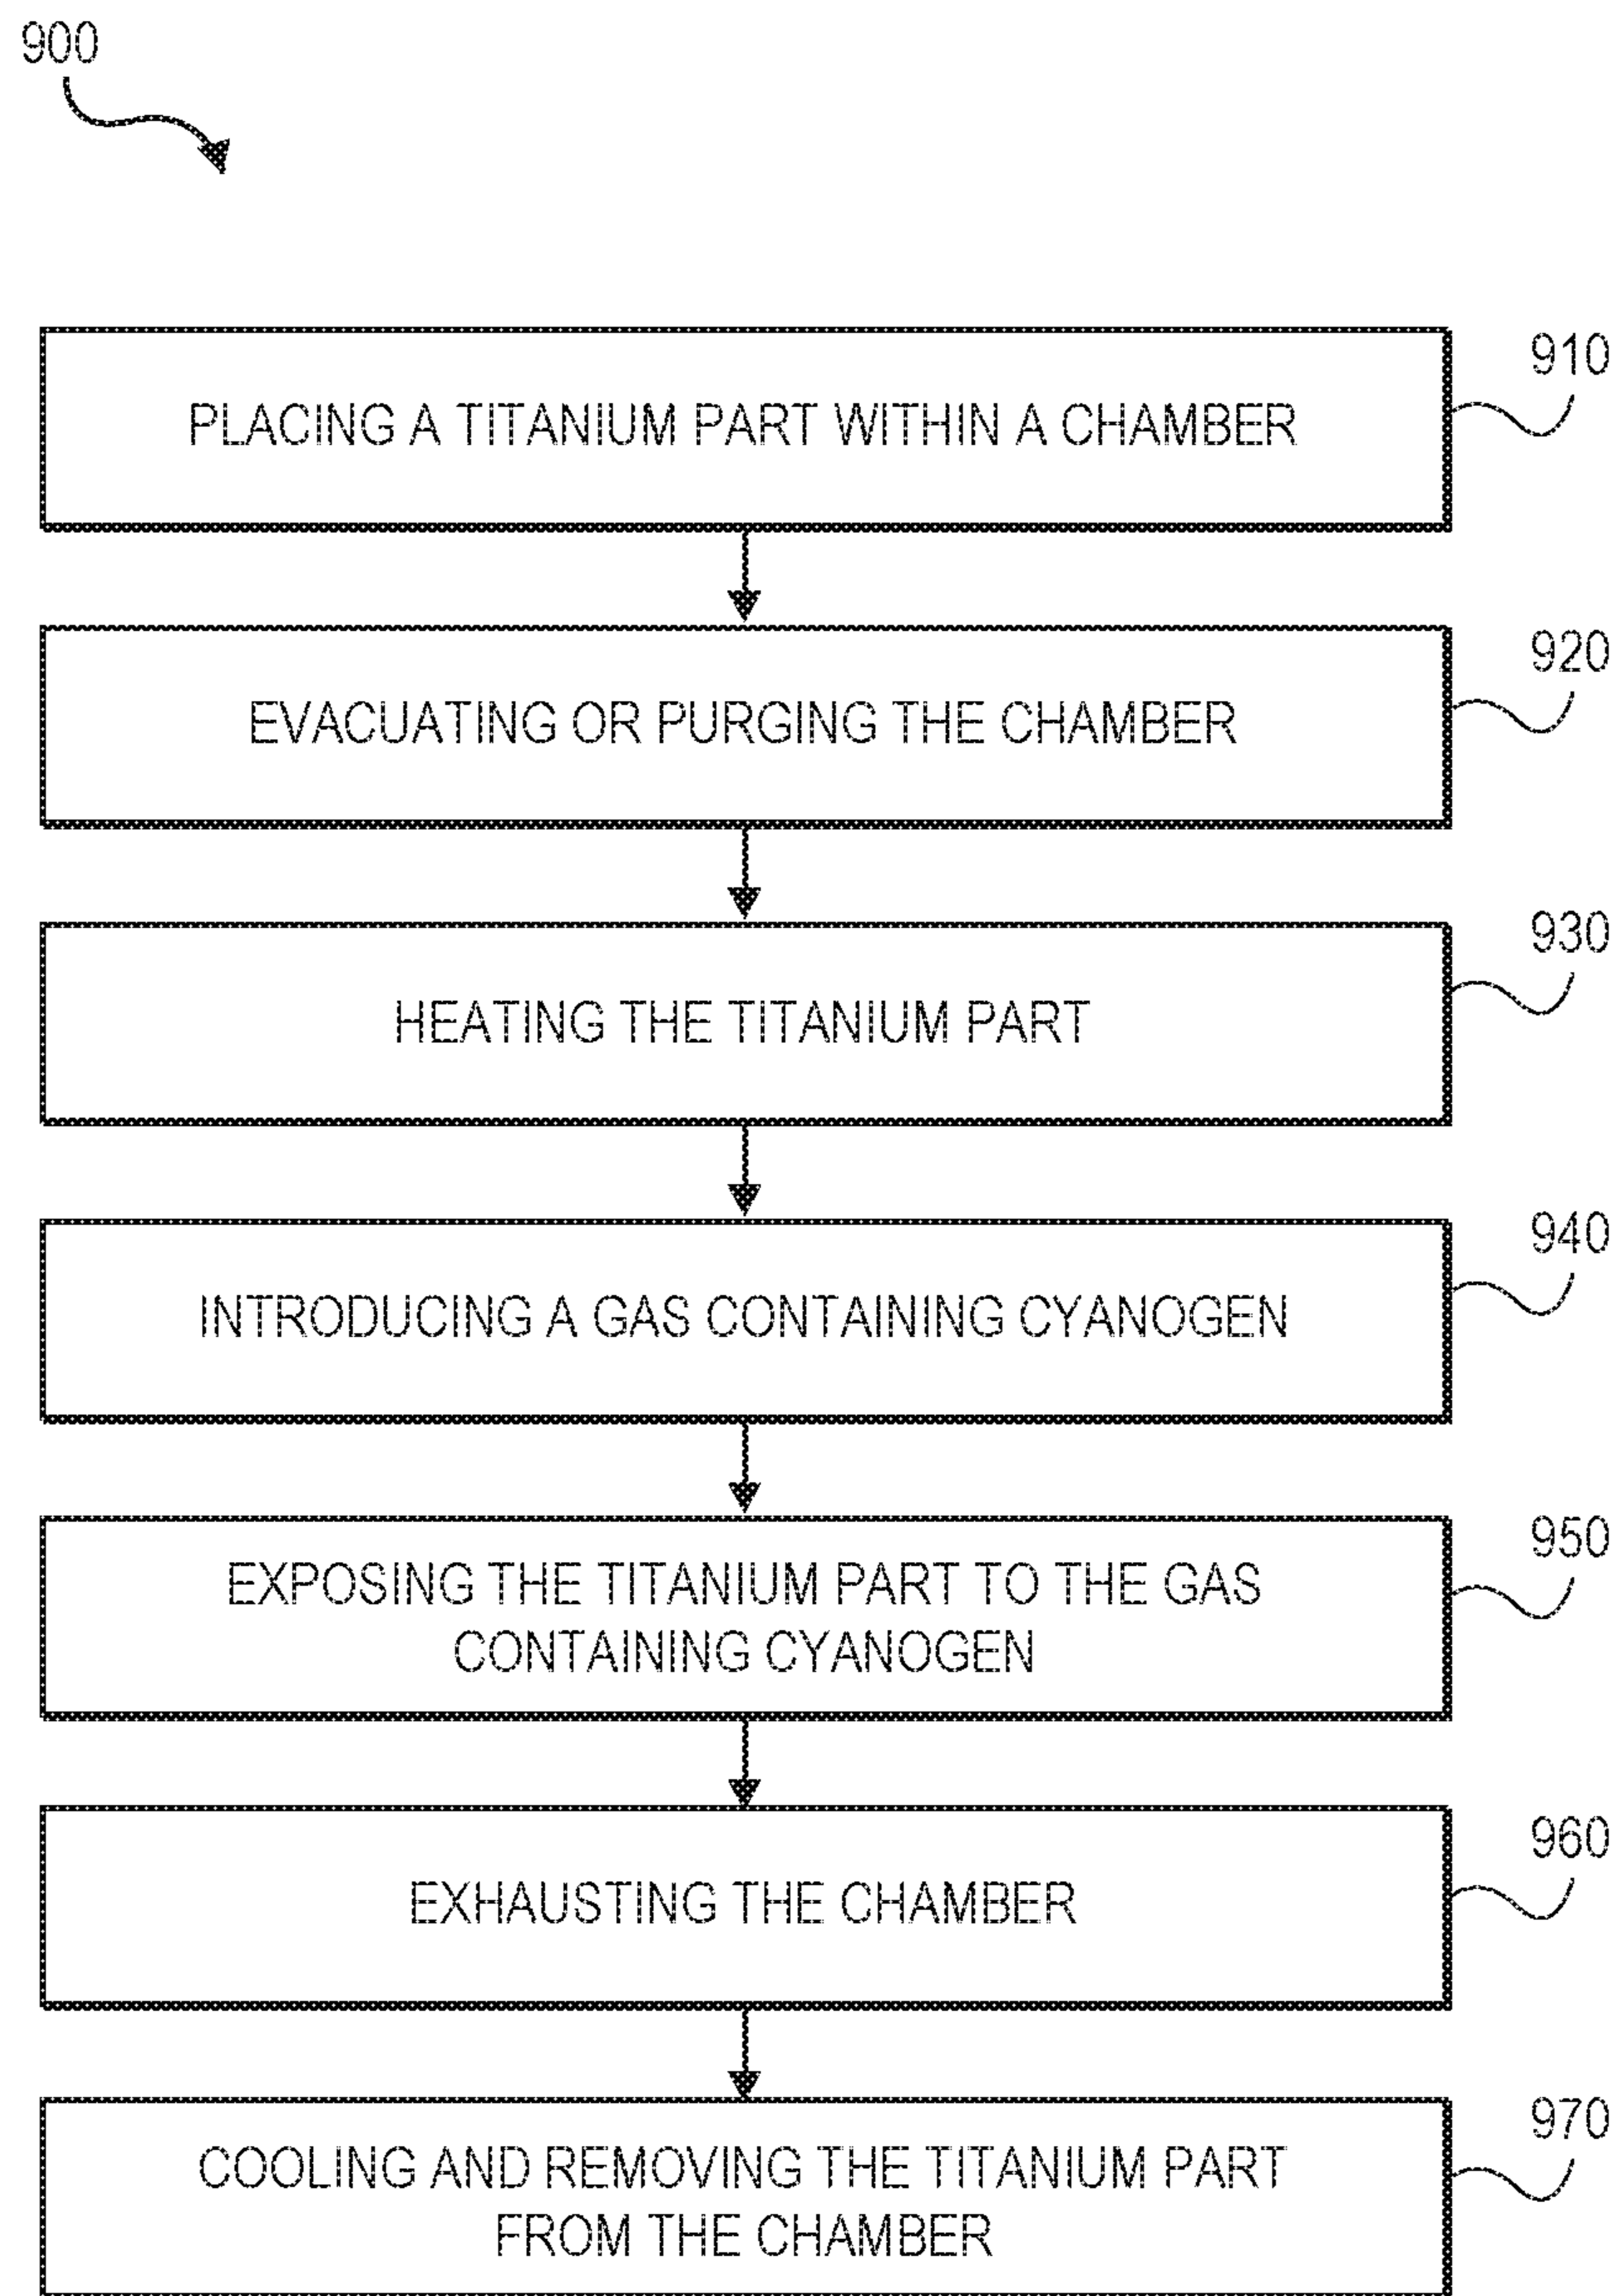 900
PLACING A TITANIUM PART WITHIN A CHAMBER
910
EVACUATING OR PURGING THE CHAMBER
920
HEATING THE TITANIUM PART
930
INTRODUCING A GAS CONTAINING CYANOGEN
940
EXPOSING THE TITANIUM PART TO THE GAS
CONTAINING CYANOGEN
950
EXHAUSTING THE CHAMBER
960
COOLING AND REMOVING THE TITANIUM PART
FROM THE CHAMBER
970